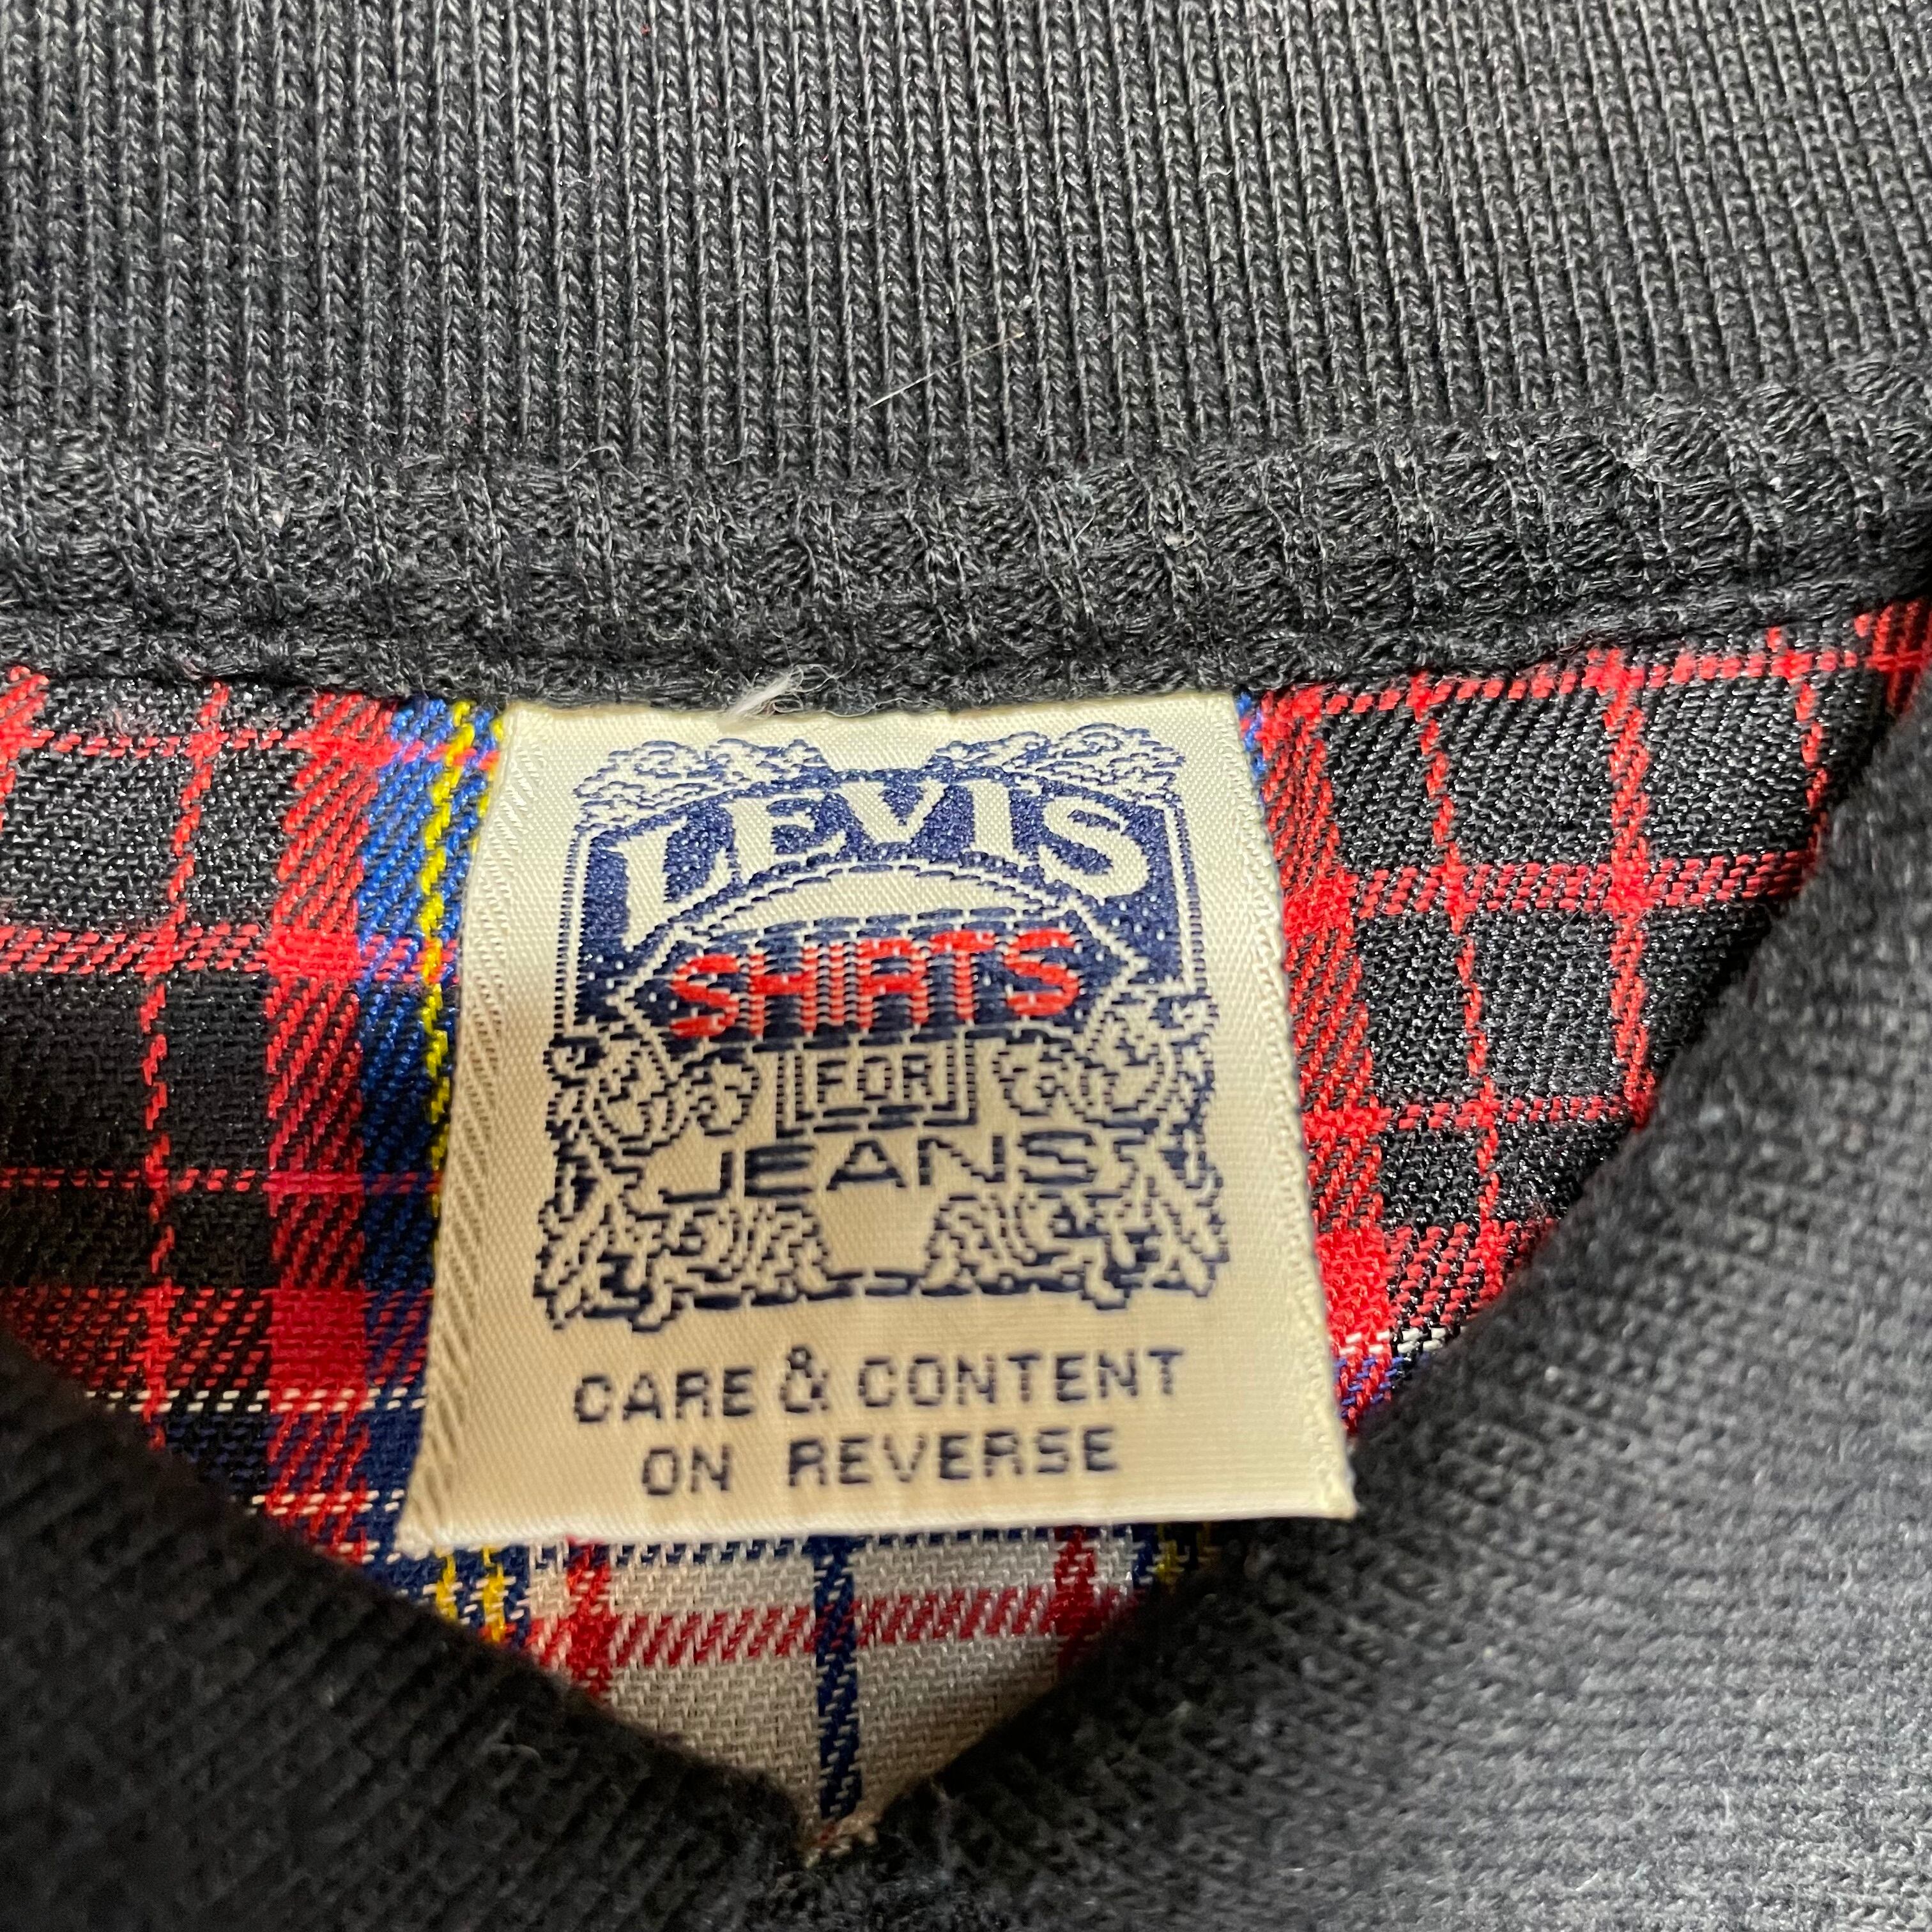 LEVIS
SHIRTS
FOR
JEANS
CARE & CONTENT
ON REVERSE